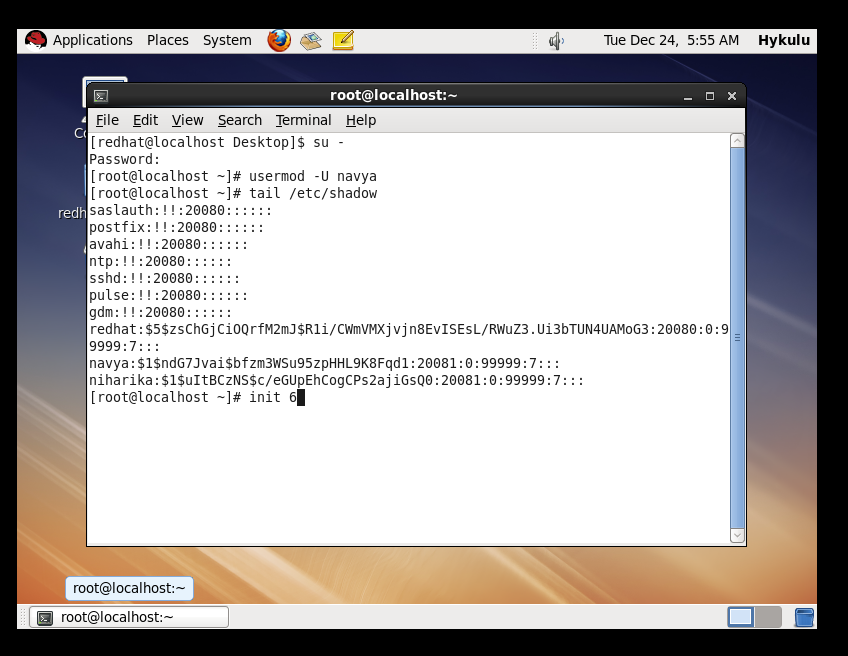 Applications Places System Tue Dec 24, 5:55 AM Hykulu
root@localhost:~
File Edit View Search Terminal Help
[redhat@localhost Desktop]$ su -
Password:
[root@localhost ~]# usermod -U navya
[root@localhost ~]# tail /etc/shadow
saslauth:!!:20080::::::
postfix:!!:20080::::::
avahi:!!:20080::::::
ntp:!!:20080::::::
sshd:!!:20080::::::
pulse:!!:20080::::::
gdm:!!:20080::::::
redhat:$5$zsChGjCiOQrfM2mJ$R1i/CWmVMXjvjn8EvISEsL/RWuZ3.Ui3bTUN4UAMoG3:20080:0:9
9999:7:::
navya:$1$ndG7Jvai$bfzm3WSu95zpHHL9K8Fqd1:20081:0:99999:7:::
niharika:$1$uItBCzNS$c/eGUpEhCogCPs2ajiGsQ0:20081:0:99999:7:::
[root@localhost ~]# init 6
root@localhost:~
root@localhost:~